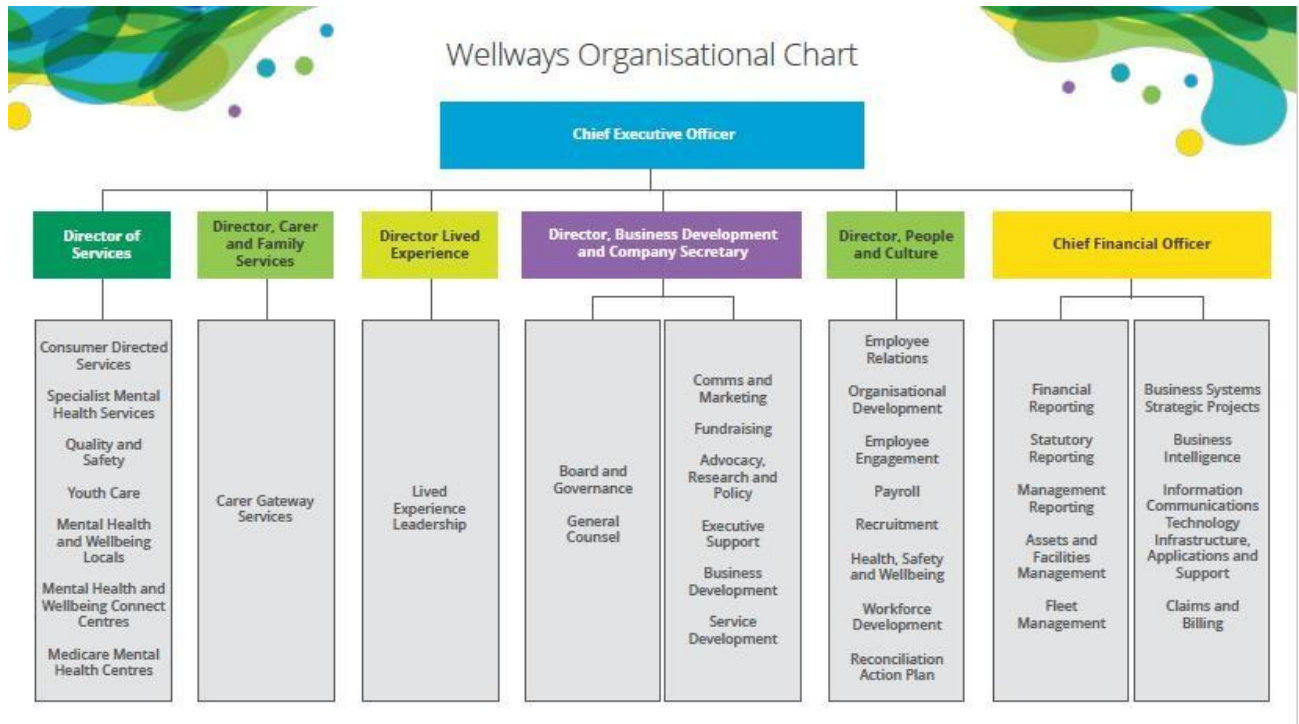 Wellways Organisational Chart
Chief Executive Officer
Director of
Services
Director, Carer
and Family
Services
Director Lived
Experience
Director, Business Development
and Company Secretary
Director, People
and Culture
Chief Financial Officer
Consumer Directed
Services
Specialist Mental
Health Services
Quality and
Safety
Youth Care
Mental Health
and Wellbeing
Locals
Mental Health and
Wellbeing Connect
Centres
Medicare Mental
Health Centres
Carer Gateway
Services
Lived
Experience
Leadership
Board and
Governance
General
Counsel
Comms and
Marketing
Fundraising
Advocacy,
Research and
Policy
Executive
Support
Business
Development
Service
Development
Employee
Relations
Organisational
Development
Employee
Engagement
Payroll
Recruitment
Health, Safety
and Wellbeing
Workforce
Development
Reconciliation
Action Plan
Financial
Reporting
Statutory
Reporting
Management
Reporting
Assets and
Facilities
Management
Fleet
Management
Business Systems
Strategic Projects
Business
Intelligence
Information
Communications
Technology
Infrastructure,
Applications and
Support
Claims and
Billing